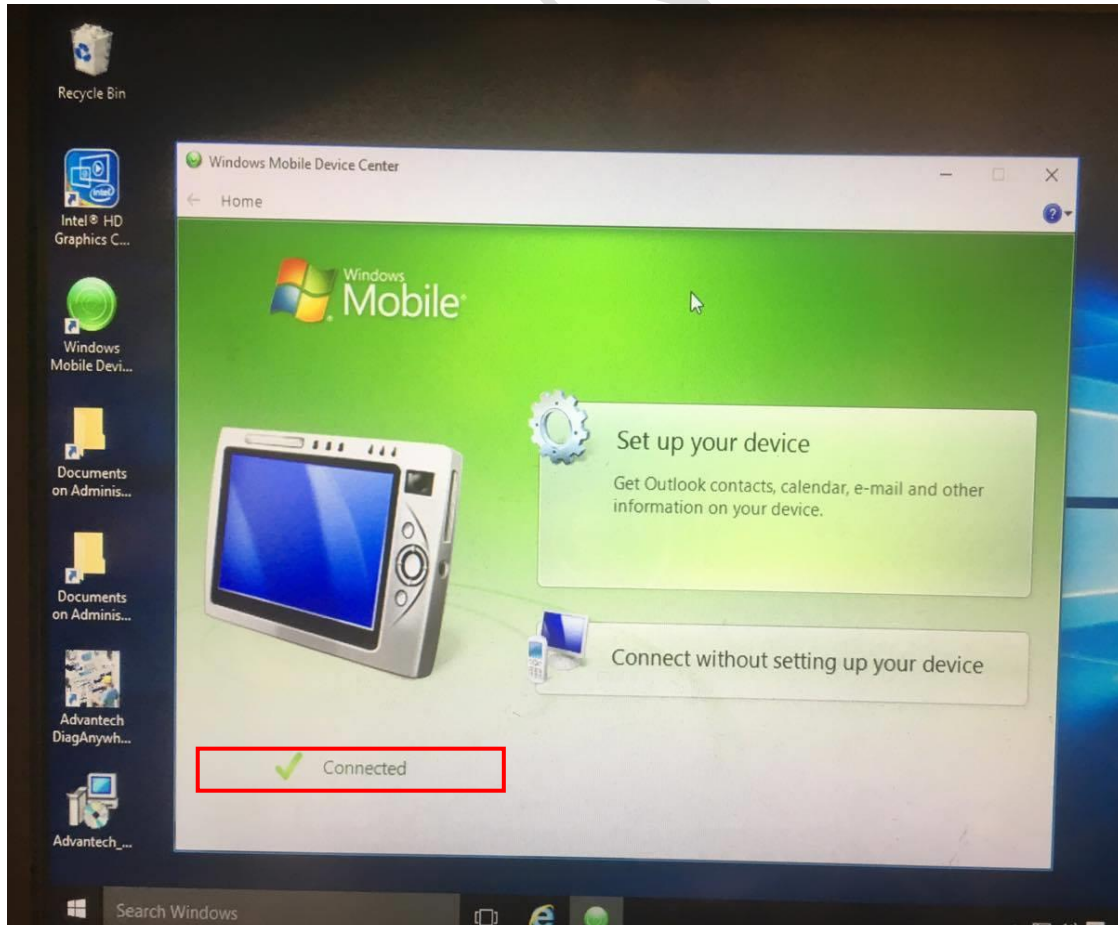 Recycle Bin
Intel® HD
Graphics C...
Windows
Mobile Devi...
Documents
on Adminis...
Documents
on Adminis...
Advantech
DiagAnywh...
Advantech_...
Windows Mobile Device Center
Home
Windows
Mobile
Set up your device
Get Outlook contacts, calendar, e-mail and other
information on your device.
Connect without setting up your device
Connected
Search Windows